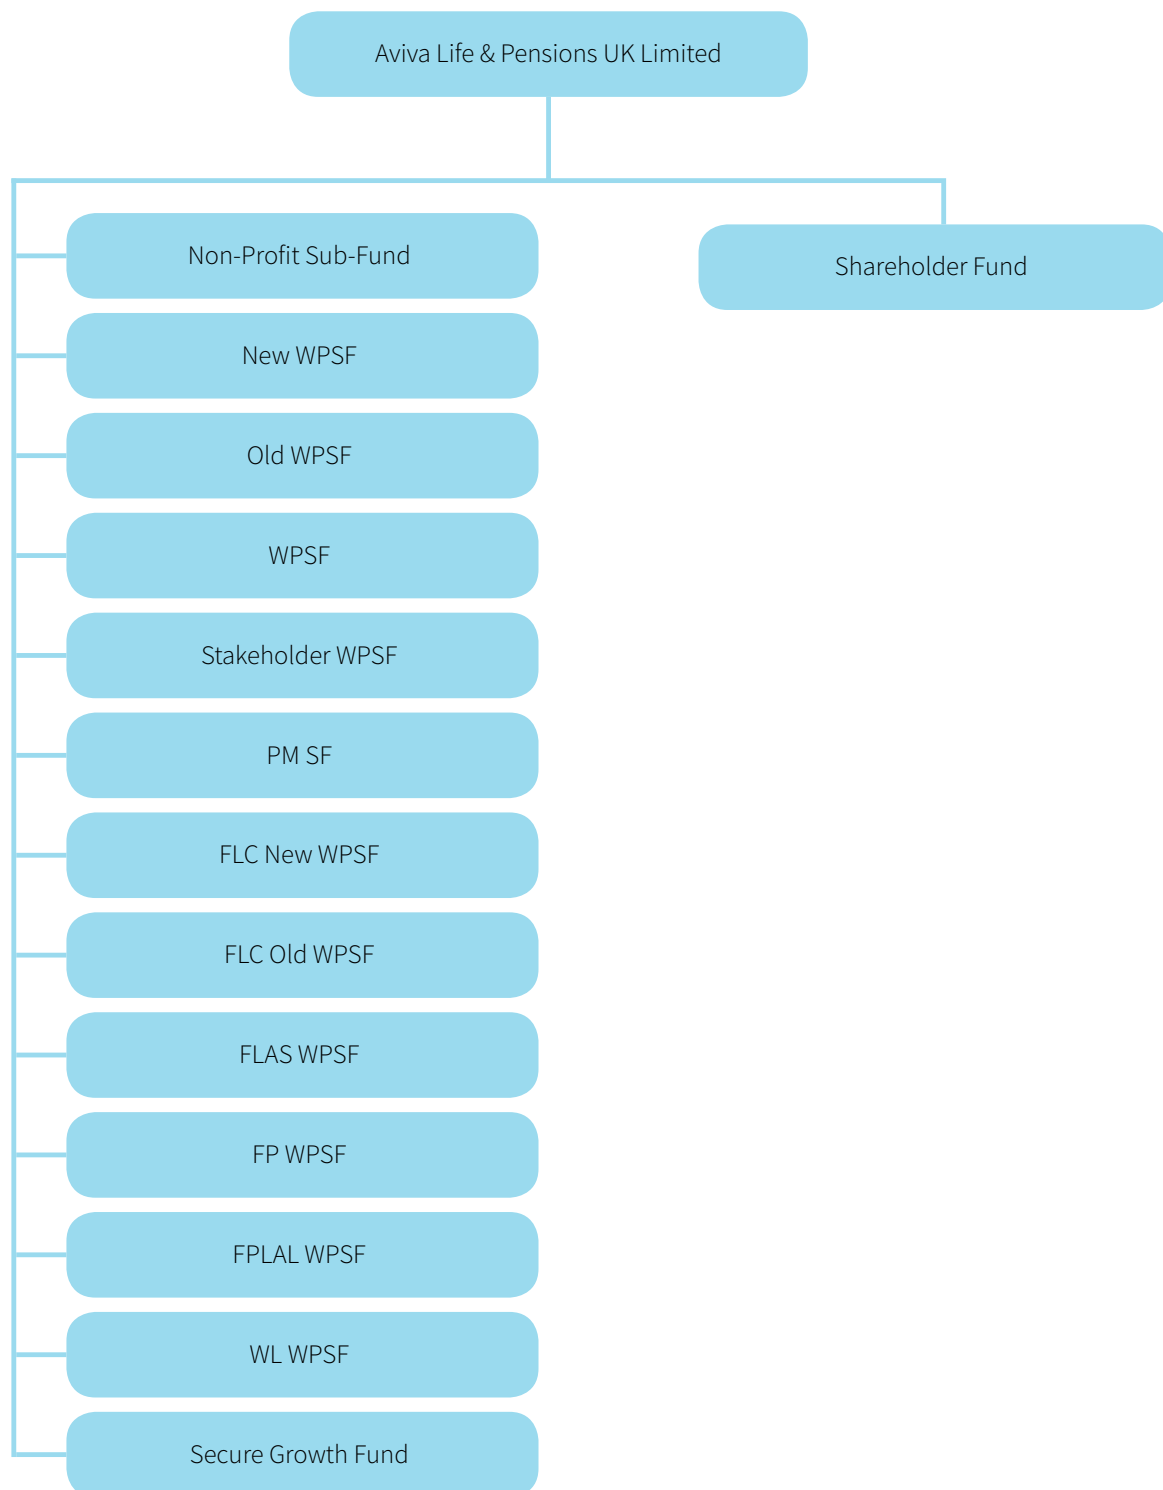 Aviva Life & Pensions UK Limited
Non-Profit Sub-Fund
Shareholder Fund
New WPSF
Old WPSF
WPSF
Stakeholder WPSF
PM SF
FLC New WPSF
FLC Old WPSF
FLAS WPSF
FP WPSF
FPLAL WPSF
WL WPSF
Secure Growth Fund